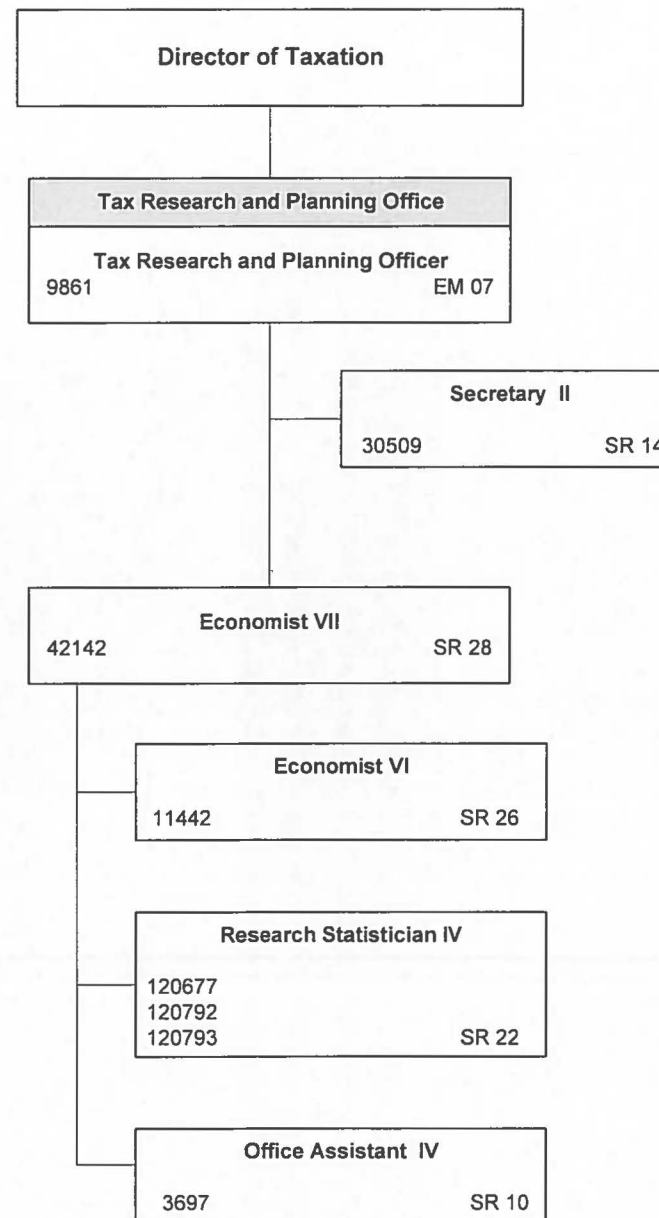 Director of Taxation
Tax Research and Planning Office
Tax Research and Planning Officer
9861 EM 07
Secretary II
30509 SR 14
Economist VII
42142 SR 28
Economist VI
11442 SR 26
Research Statistician IV
120677
120792
120793 SR 22
Office Assistant IV
3697 SR 10